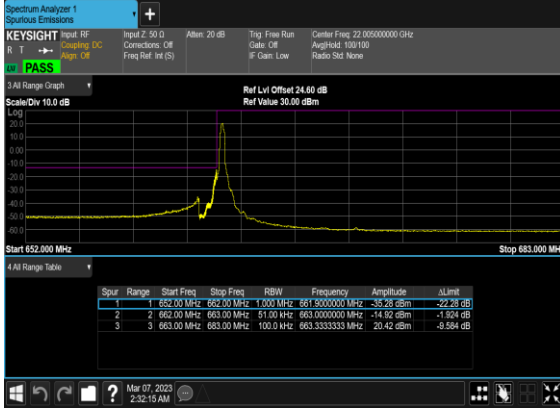 Spectrum Analyzer 1
Spurious Emissions
+
KEYSIGHT Input: RF Input Z: 50 Ω Atten: 20 dB Trig: Free Run Center Freq: 22.005000000 GHz
R T Coupling: DC Corrections: Off Gate: Off Avg|Hold: 100/100
Align: Off Freq Ref: Int (S) IF Gain: Low Radio Std: None
PASS
3.All Range Graph
Ref Lvl Offset 24.60 dB
Scale/Div 10.0 dB Ref Value 30.00 dBm
Log
20.0
10.0
0.00
-10.0
-20.0
-30.0
-40.0
-50.0
-60.0
Start 652.000 MHz Stop 683.000 MH
4.All Range Table
Spur Range Start Freq Stop Freq RBW Frequency Amplitude ΔLimit
1 1 652.00 MHz 662.00 MHz 1.000 MHz 661.9000000 MHz -35.28 dBm -22.28 dB
2 2 662.00 MHz 663.00 MHz 51.00 kHz 663.0000000 MHz -14.92 dBm -1.924 dB
3 3 663.00 MHz 683.00 MHz 100.0 kHz 663.3333333 MHz 20.42 dBm -9.584 dB
? Mar 07, 2023
2:32:15 AM